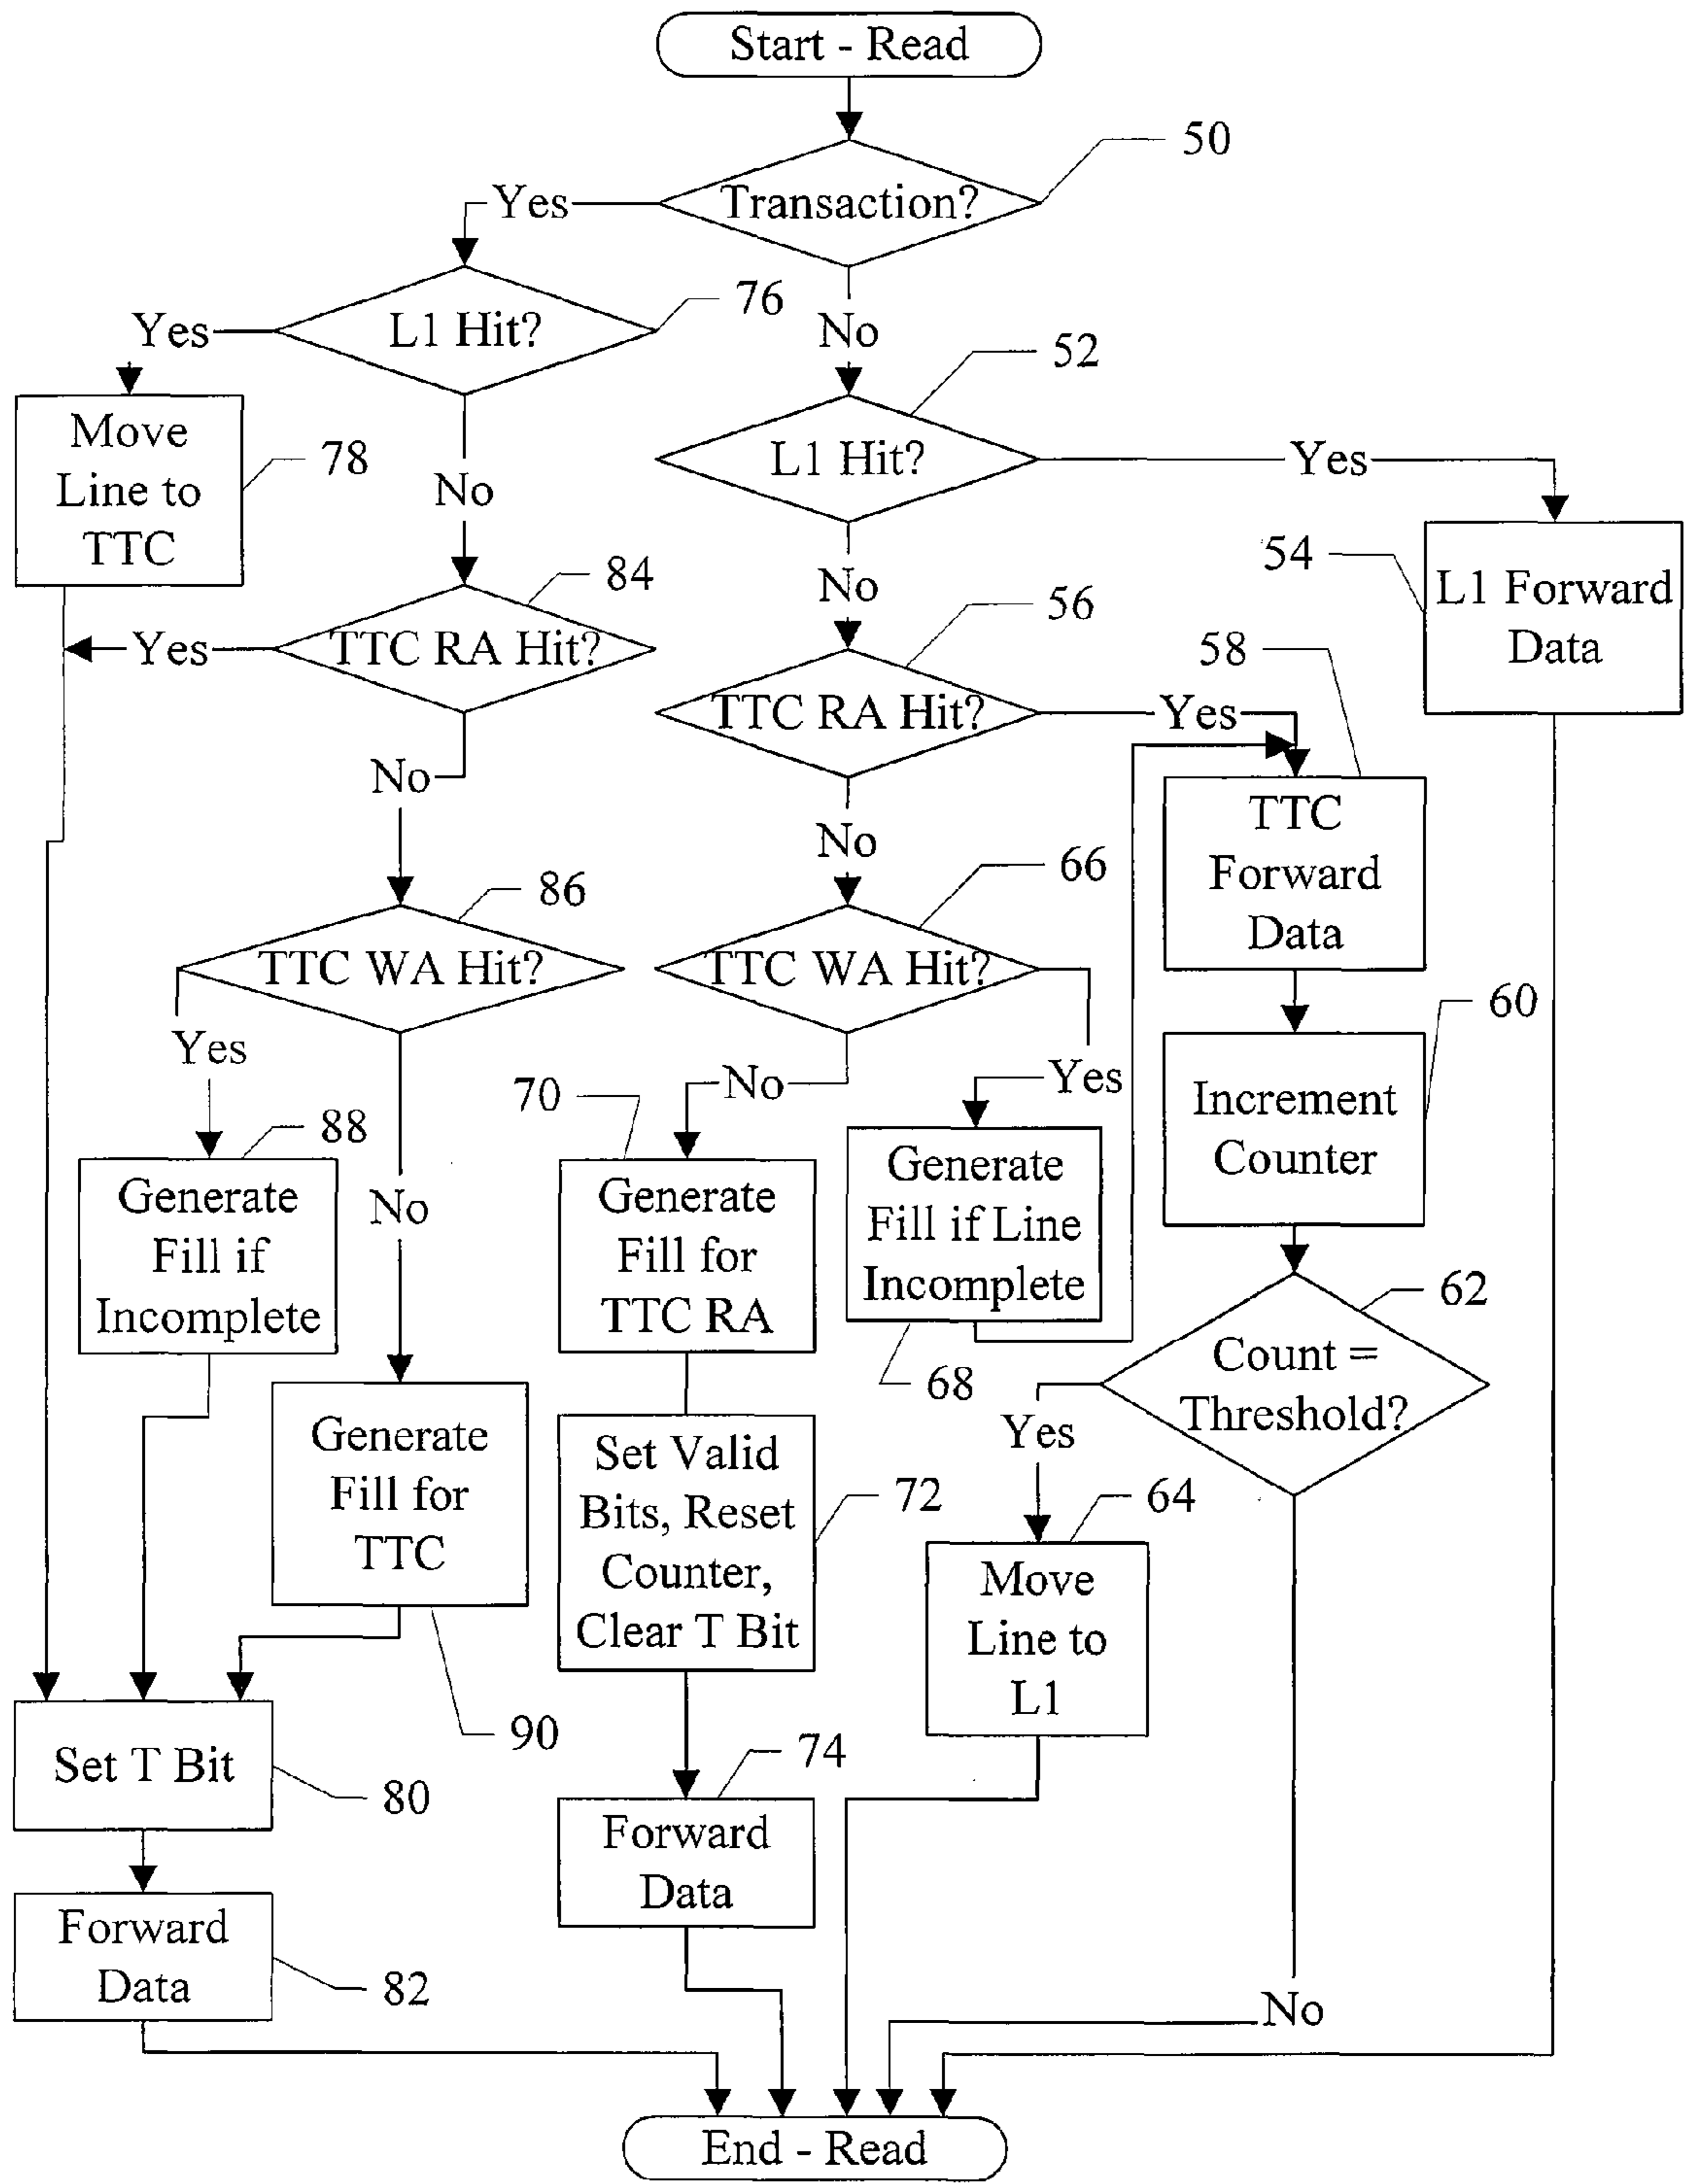 Start - Read
50
Transaction?
Yes
No
76
L1 Hit?
Yes
No
52
L1 Hit?
Yes
No
Move
Line to
TTC
78
54
L1 Forward
Data
84
TTC RA Hit?
Yes
No
56
TTC RA Hit?
Yes
No
58
TTC
Forward
Data
86
TTC WA Hit?
Yes
No
66
TTC WA Hit?
No
Yes
60
Increment
Counter
88
Generate
Fill if
Incomplete
70
Generate
Fill for
TTC RA
Generate
Fill if Line
Incomplete
68
62
Count =
Threshold?
Yes
No
Generate
Fill for
TTC
90
Set Valid
Bits, Reset
Counter,
Clear T Bit
72
64
Move
Line to
L1
Set T Bit
80
74
Forward
Data
Forward
Data
82
End - Read